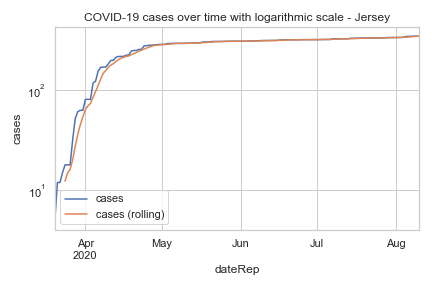 COVID-19 cases over time with logarithmic scale - Jersey
cases
10²
10¹
cases
cases (rolling)
Apr
2020
May
Jun
Jul
Aug
dateRep